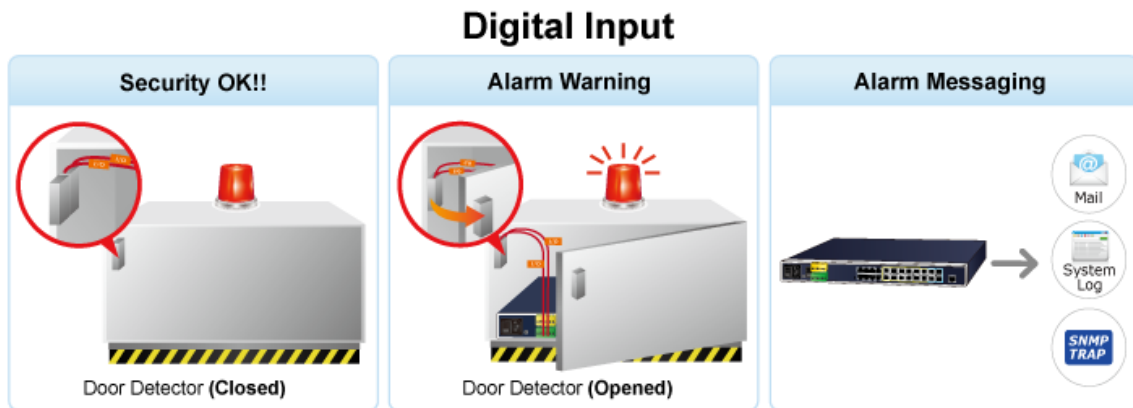 Digital Input
Security OK!!
Alarm Warning
Alarm Messaging
Mail
System
Log
SNMP
TRAP
Door Detector (Closed)
Door Detector (Opened)